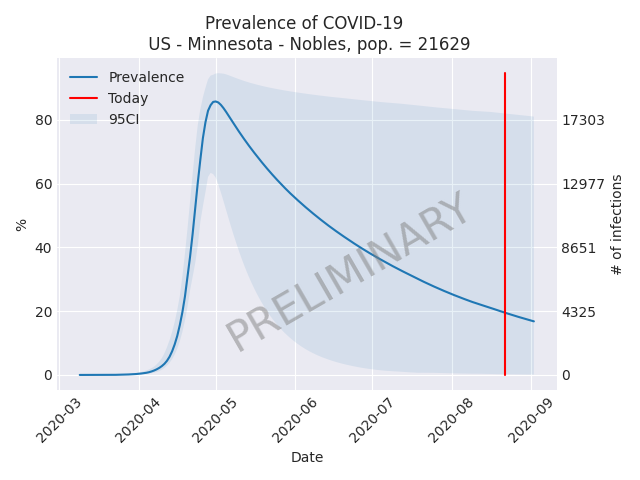 Prevalence of COVID-19
US - Minnesota - Nobles, pop. = 21629
Prevalence
Today
95CI
80
60
40
20
0
%
17303
12977
8651
4325
0
# of infections
PRELIMINARY
2020-03
2020-04
2020-05
2020-06
2020-07
2020-08
2020-09
Date